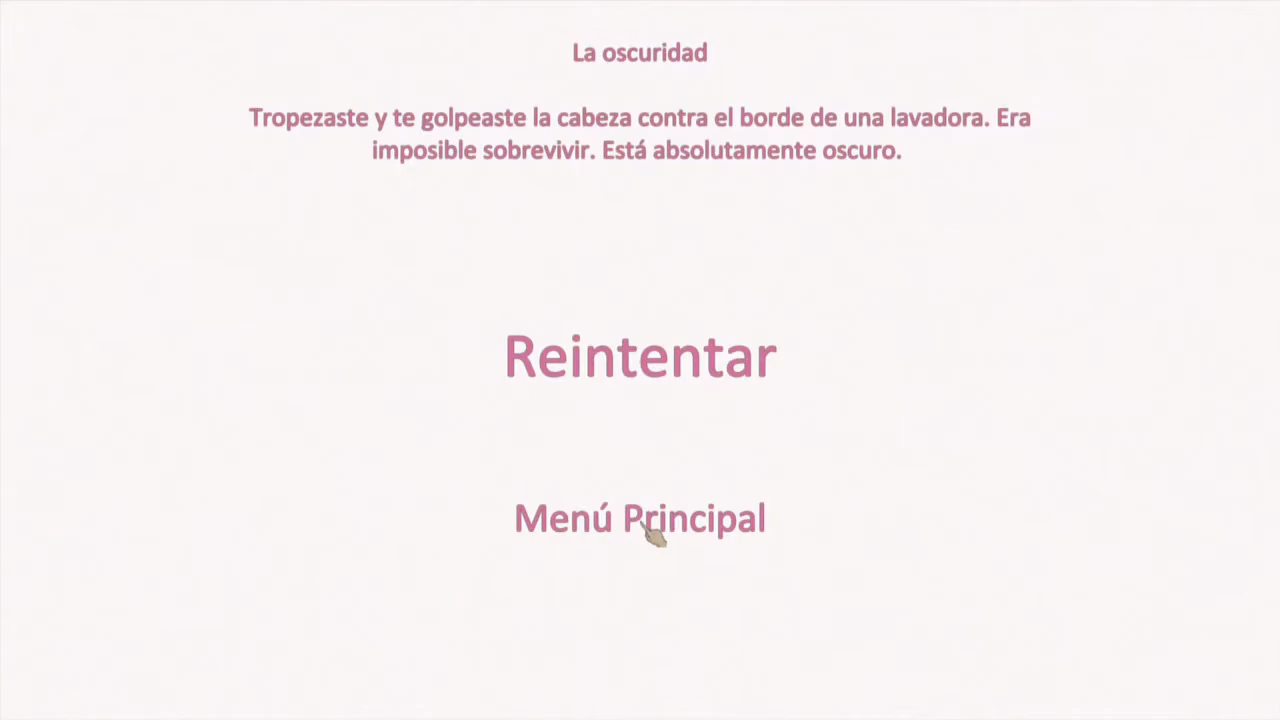 La oscuridad
Tropezaste y te golpeaste la cabeza contra el borde de una lavadora. Era
imposible sobrevivir. Está absolutamente oscuro.
Reintentar
Menú Principal